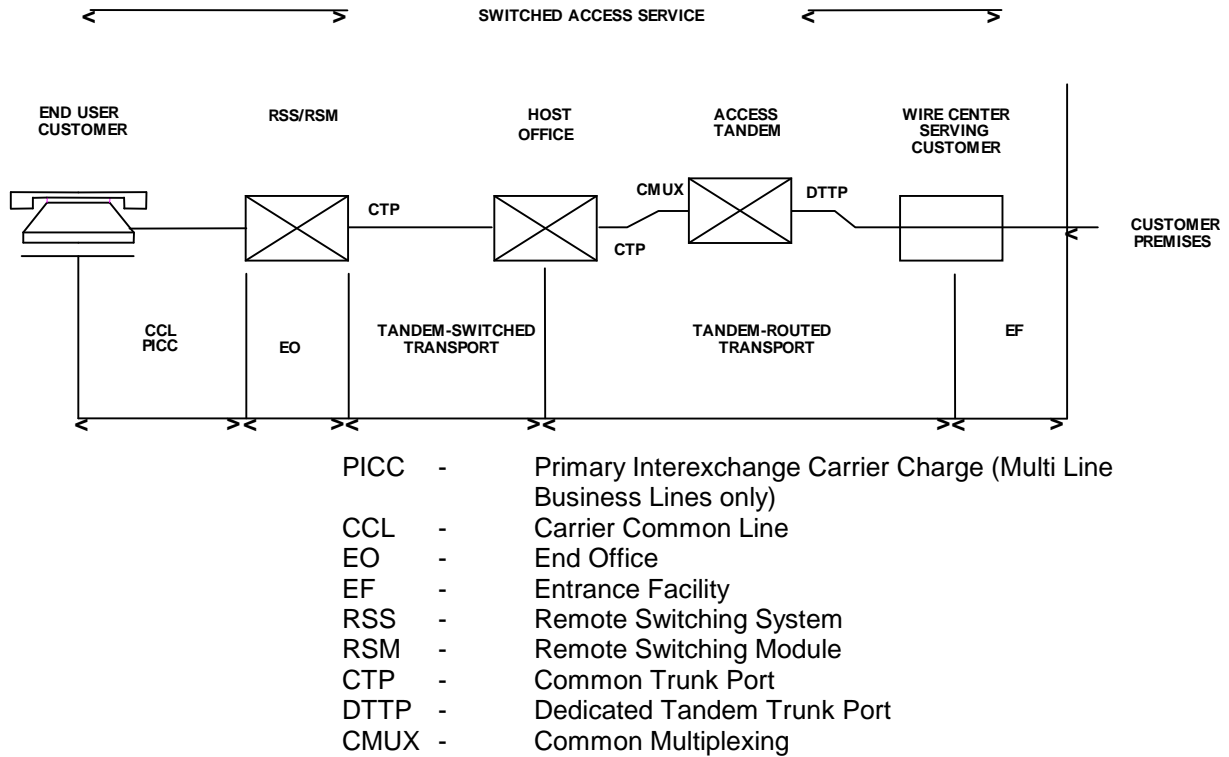 SWITCHED ACCESS SERVICE
END USER
CUSTOMER
RSS/RSM
HOST
OFFICE
ACCESS
TANDEM
WIRE CENTER
SERVING
CUSTOMER
CTP
CTP
CMUX
DTTP
CUSTOMER
PREMISES
CCL
PICC
EO
TANDEM-SWITCHED
TRANSPORT
TANDEM-ROUTED
TRANSPORT
EF
PICC - Primary Interexchange Carrier Charge (Multi Line
Business Lines only)
CCL - Carrier Common Line
EO - End Office
EF - Entrance Facility
RSS - Remote Switching System
RSM - Remote Switching Module
CTP - Common Trunk Port
DTTP - Dedicated Tandem Trunk Port
CMUX - Common Multiplexing